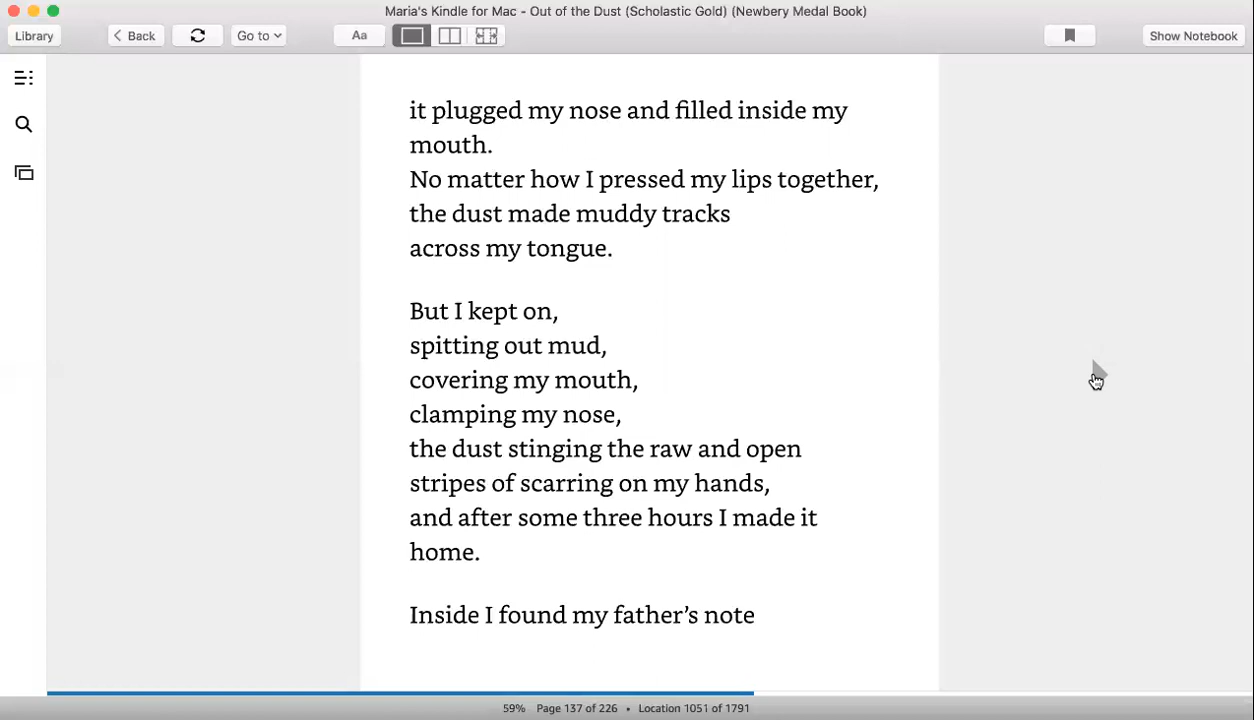 Maria's Kindle for Mac - Out of the Dust (Scholastic Gold) (Newbery Medal Book)
Library
Back
Go to
Aa
Show Notebook
it plugged my nose and filled inside my
mouth.
No matter how I pressed my lips together,
the dust made muddy tracks
across my tongue.
But I kept on,
spitting out mud,
covering my mouth,
clamping my nose,
the dust stinging the raw and open
stripes of scarring on my hands,
and after some three hours I made it
home.
Inside I found my father’s note
59% Page 137 of 226 • Location 1051 of 1791